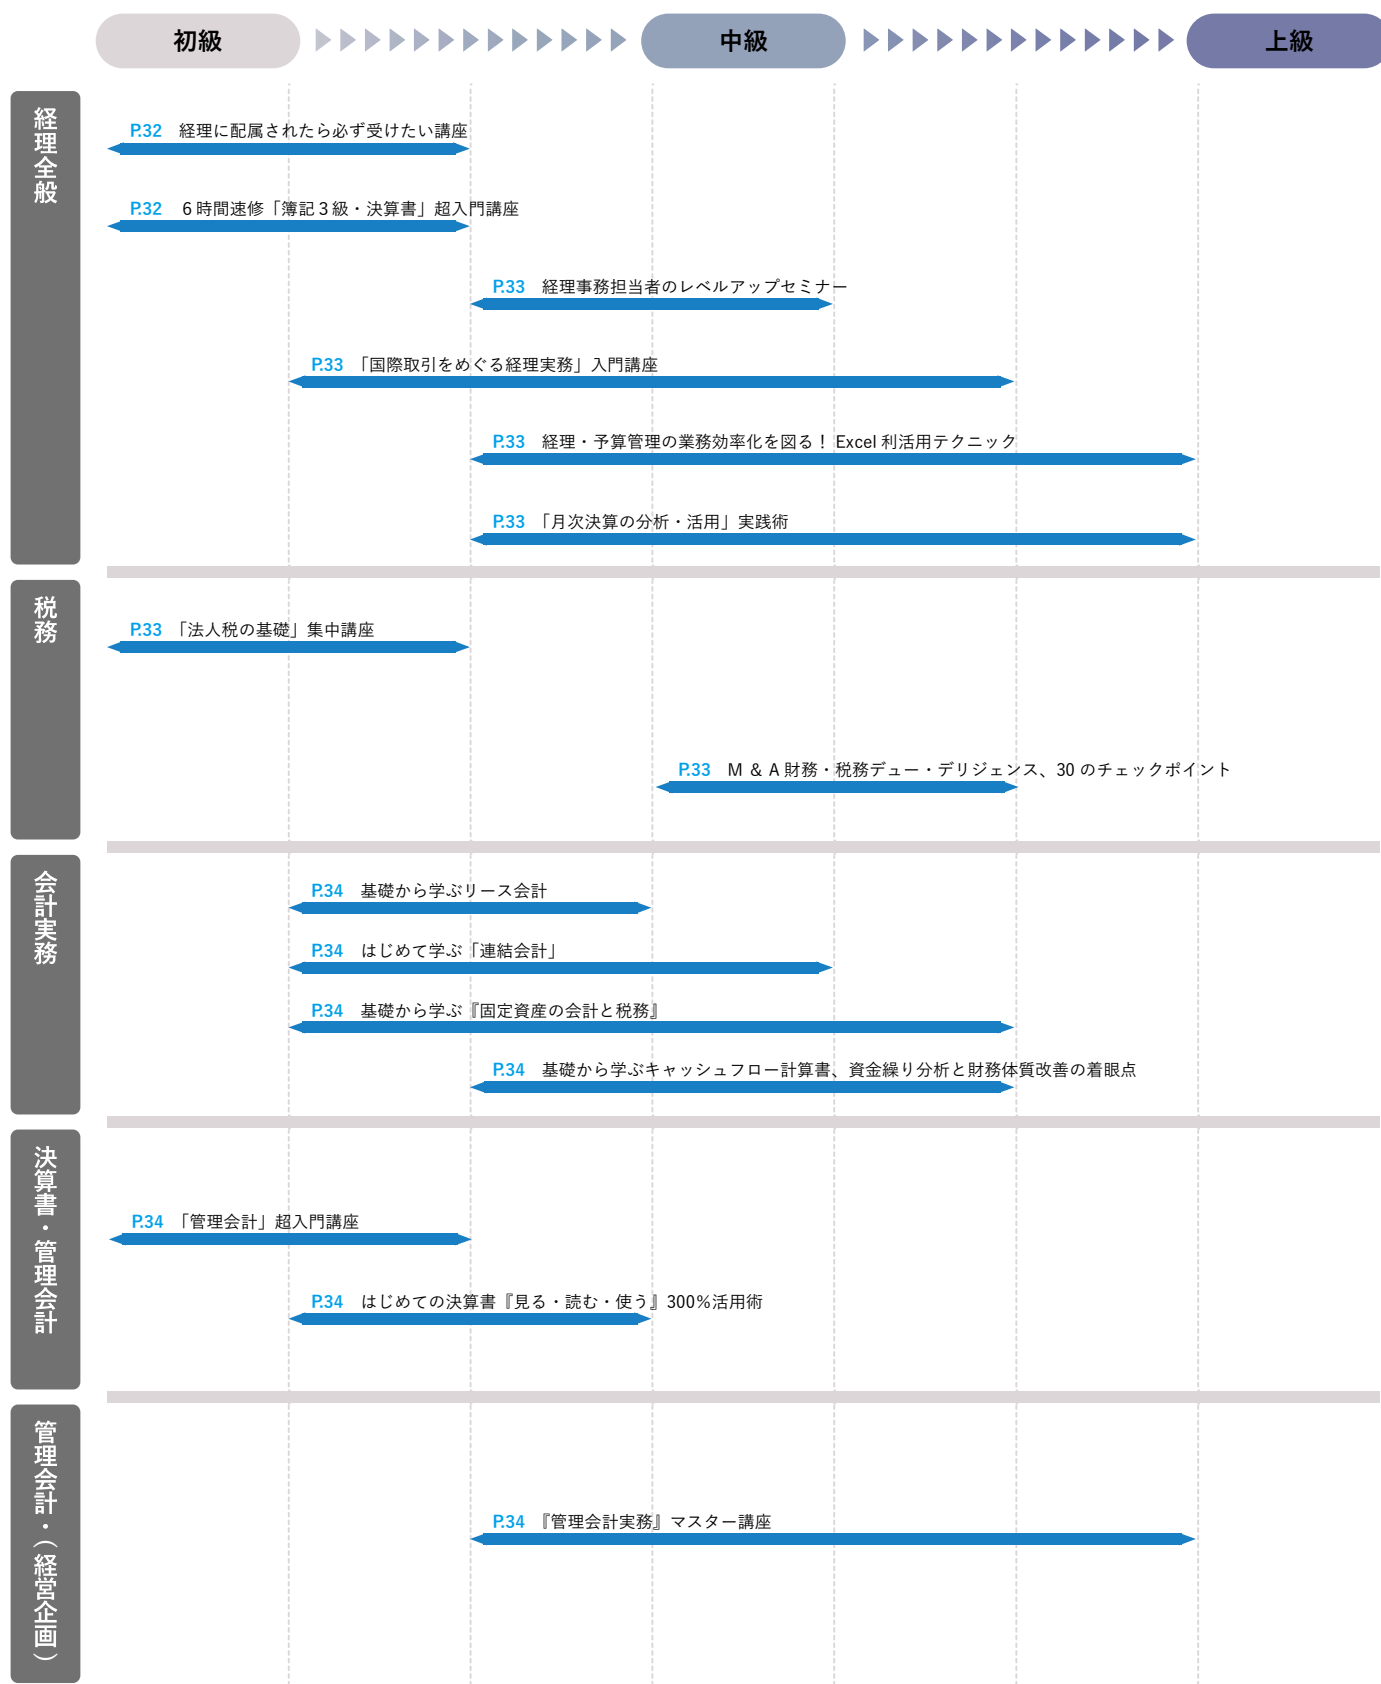 初級
中級
上級
経理全般
P.32 経理に配属されたら必ず受けたい講座
P.32 6時間速修「簿記3級・決算書」超入門講座
P.33 経理事務担当者のレベルアップセミナー
P.33 「国際取引をめぐる経理実務」入門講座
P.33 経理・予算管理の業務効率化を図る！ Excel 利活用テクニック
P.33 「月次決算の分析・活用」実践術
税務
P.33 「法人税の基礎」集中講座
P.33 M ＆ A 財務・税務デュー・デリジェンス、30 のチェックポイント
会計実務
P.34 基礎から学ぶリース会計
P.34 はじめて学ぶ「連結会計」
P.34 基礎から学ぶ『固定資産の会計と税務』
P.34 基礎から学ぶキャッシュフロー計算書、資金繰り分析と財務体質改善の着眼点
決算書・管理会計
P.34 「管理会計」超入門講座
P.34 はじめての決算書『見る・読む・使う』300％活用術
管理会計・（経営企画）
P.34 『管理会計実務』マスター講座